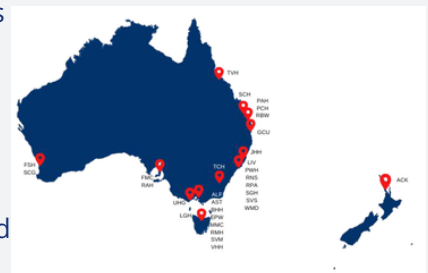 s
TVH
SCH
PAH
PCH
RBW
GCU
JHH
LIV
PWH
RNS
RPA
SGH
SVS
WMD
TCH
FSH
SCG
FMC
RAH
ALF
AST
BHH
EPW
MMC
RMH
SVM
VHH
UHG
LGH
ACK
d